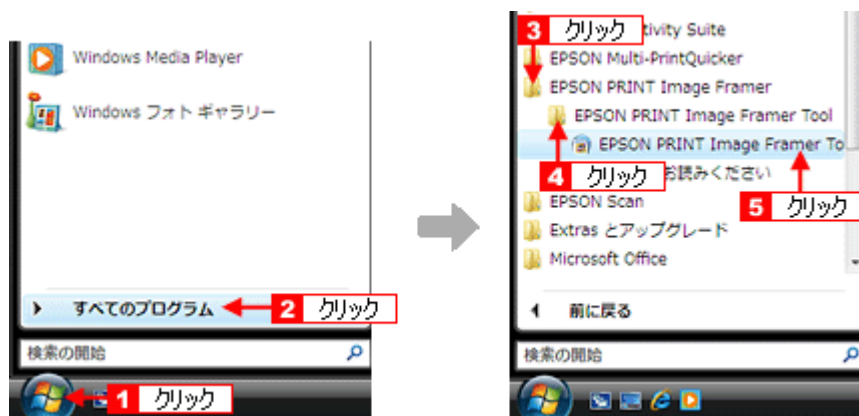 Windows Media Player
Windows フォト ギャラリー
すべてのプログラム
2 クリック
検索の開始
1 クリック
3 クリック
tivity Suite
EPSON Multi-PrintQuicker
EPSON PRINT Image Framer
EPSON PRINT Image Framer Tool
EPSON PRINT Image Framer To
4 クリック
お読みください
5 クリック
EPSON Scan
Extras とアップグレード
Microsoft Office
前に戻る
検索の開始